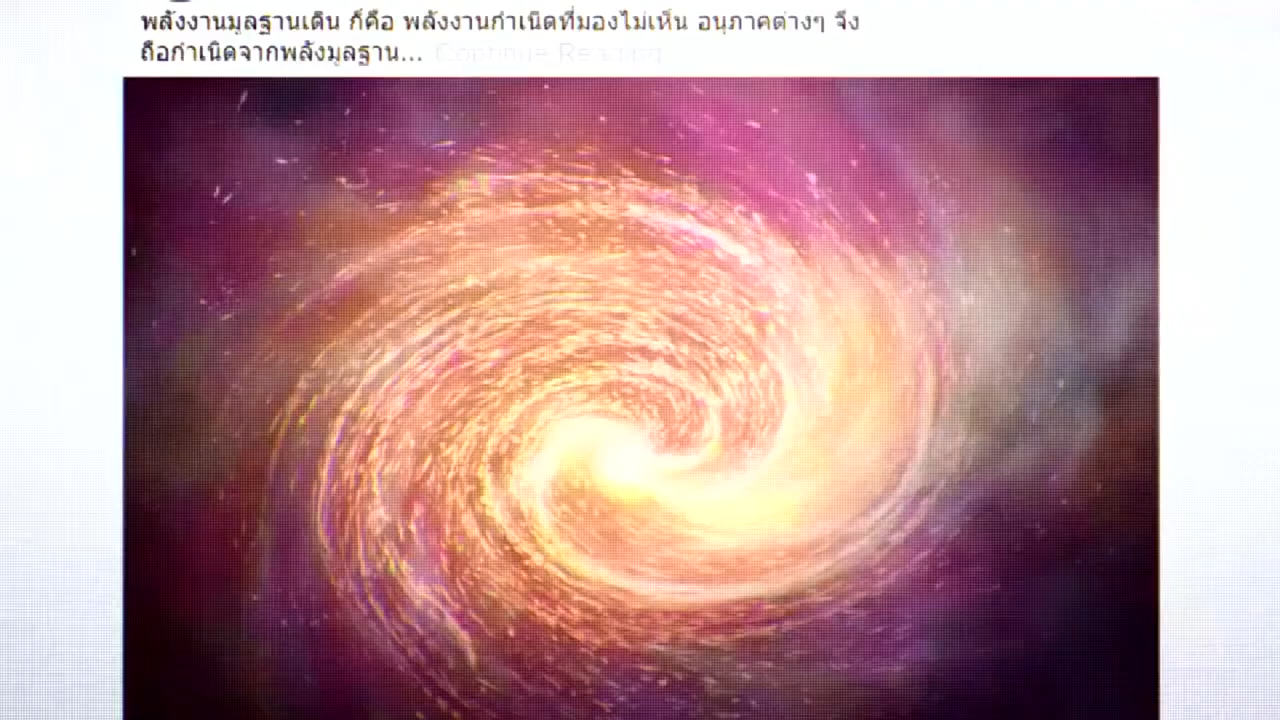 พลังงานมูลฐานเดิน ก็คือ พลังงานกำเนิดที่มองไม่เห็น อนุภาคต่างๆ จึง
ถือกำเนิดจากพลังมูลฐาน... Continue Reading